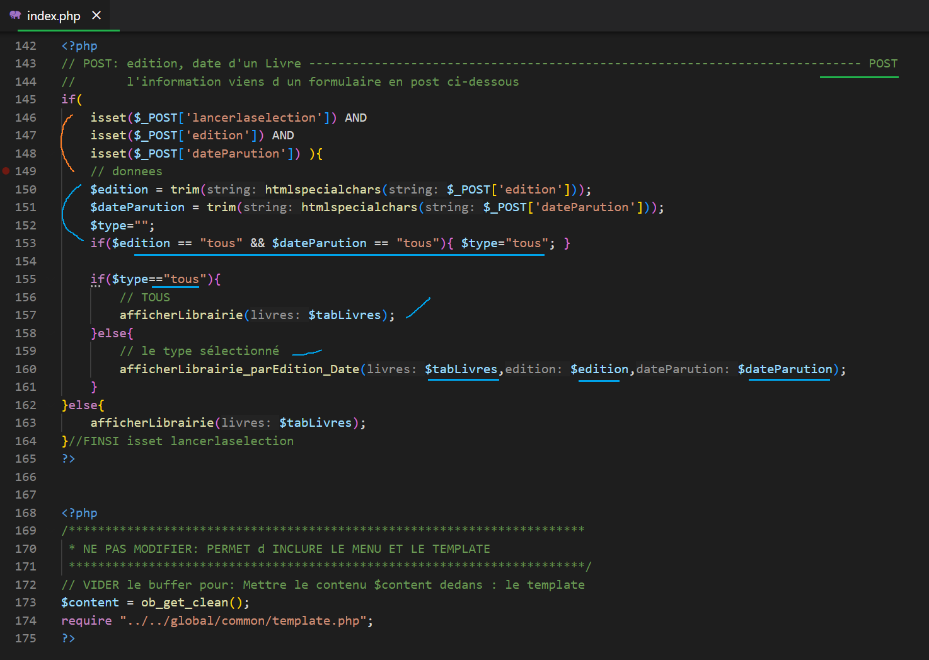 index.php ×
142 <?php
143 // POST: edition, date d'un Livre ---------------------------------------------------------------------------- POST
144 //       l'information viens d un formulaire en post ci-dessous
145 if(
146     isset($_POST['lancerlaselection']) AND
147     isset($_POST['edition']) AND
148     isset($_POST['dateParution']) ){
149     // donnees
150     $edition = trim(string: htmlspecialchars(string: $_POST['edition']));
151     $dateParution = trim(string: htmlspecialchars(string: $_POST['dateParution']));
152     $type="";
153     if($edition == "tous" && $dateParution == "tous"){ $type="tous"; }
154
155     if($type=="tous"){
156         // TOUS
157         afficherLibrairie(livres: $tabLivres);
158     }else{
159         // le type sélectionné
160         afficherLibrairie_parEdition_Date(livres: $tabLivres,edition: $edition,dateParution: $dateParution);
161     }
162 }else{
163     afficherLibrairie(livres: $tabLivres);
164 }//FINSI isset lancerlaselection
165 ?>
166
167
168 <?php
169 /***********************************************************************
170  * NE PAS MODIFIER: PERMET d INCLURE LE MENU ET LE TEMPLATE
171  ***********************************************************************/
172 // VIDER le buffer pour: Mettre le contenu $content dedans : le template
173 $content = ob_get_clean();
174 require "../../global/common/template.php";
175 ?>